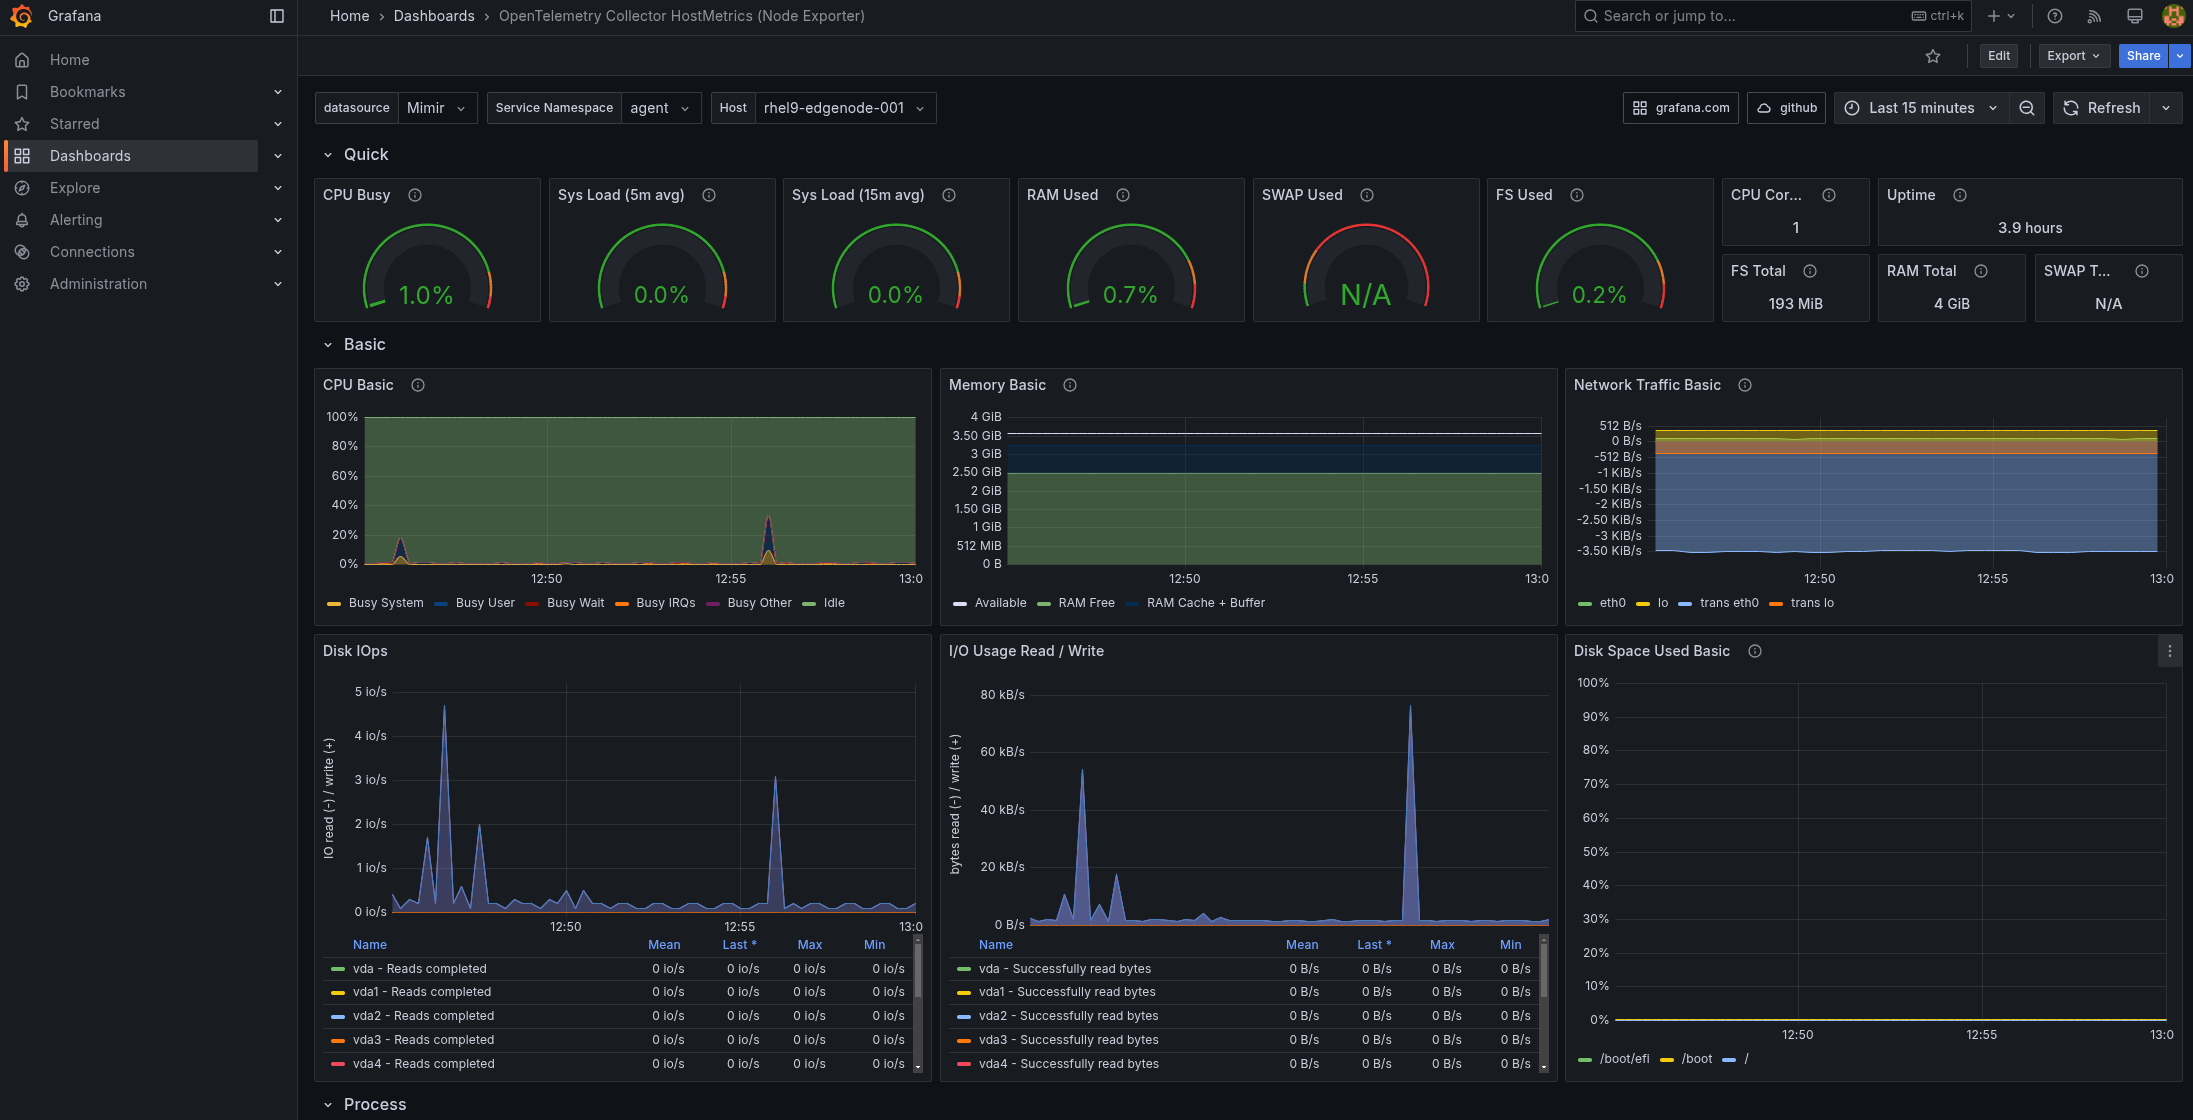 Grafana
Home › Dashboards › OpenTelemetry Collector HostMetrics (Node Exporter)
Search or jump to... ctrl+k
Edit Export Share
Home
Bookmarks
Starred
Dashboards
Explore
Alerting
Connections
Administration
datasource Mimir Service Namespace agent Host rhel9-edgenode-001
grafana.com github Last 15 minutes Refresh
Quick
CPU Busy
1.0%
Sys Load (5m avg)
0.0%
Sys Load (15m avg)
0.0%
RAM Used
0.7%
SWAP Used
N/A
FS Used
0.2%
CPU Cor...
1
Uptime
3.9 hours
FS Total
193 MiB
RAM Total
4 GiB
SWAP T...
N/A
Basic
CPU Basic
100%
80%
60%
40%
20%
0%
12:50 12:55 13:0
Busy System Busy User Busy Wait Busy IRQs Busy Other Idle
Memory Basic
4 GiB
3.50 GiB
3 GiB
2.50 GiB
2 GiB
1.50 GiB
1 GiB
512 MiB
0 B
12:50 12:55 13:0
Available RAM Free RAM Cache + Buffer
Network Traffic Basic
512 B/s
0 B/s
-512 B/s
-1 KiB/s
-1.50 KiB/s
-2 KiB/s
-2.50 KiB/s
-3 KiB/s
-3.50 KiB/s
12:50 12:55 13:0
eth0 lo trans eth0 trans lo
Disk IOps
IO read (-) / write (+)
5 io/s
4 io/s
3 io/s
2 io/s
1 io/s
0 io/s
12:50 12:55 13:0
Name Mean Last * Max Min
vda - Reads completed 0 io/s 0 io/s 0 io/s 0 io/s
vda1 - Reads completed 0 io/s 0 io/s 0 io/s 0 io/s
vda2 - Reads completed 0 io/s 0 io/s 0 io/s 0 io/s
vda3 - Reads completed 0 io/s 0 io/s 0 io/s 0 io/s
vda4 - Reads completed 0 io/s 0 io/s 0 io/s 0 io/s
I/O Usage Read / Write
bytes read (-) / write (+)
80 kB/s
60 kB/s
40 kB/s
20 kB/s
0 B/s
Name Mean Last * Max Min
vda - Successfully read bytes 0 B/s 0 B/s 0 B/s 0 B/s
vda1 - Successfully read bytes 0 B/s 0 B/s 0 B/s 0 B/s
vda2 - Successfully read bytes 0 B/s 0 B/s 0 B/s 0 B/s
vda3 - Successfully read bytes 0 B/s 0 B/s 0 B/s 0 B/s
vda4 - Successfully read bytes 0 B/s 0 B/s 0 B/s 0 B/s
Disk Space Used Basic
100%
90%
80%
70%
60%
50%
40%
30%
20%
10%
0%
12:50 12:55 13:0
/boot/efi /boot /
Process